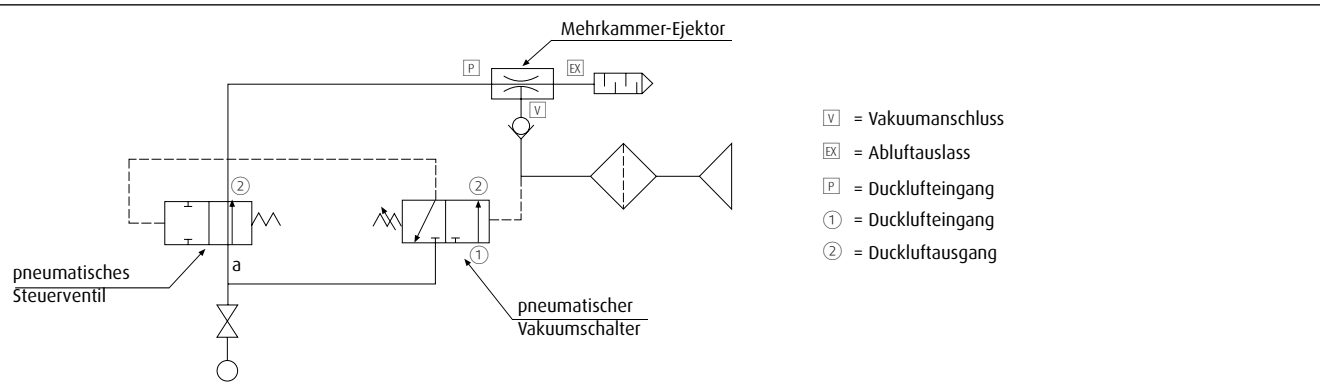 Mehrkammer-Ejektor
P
EX
V
2
2
1
a
pneumatisches
Steuerventil
pneumatischer
Vakuumschalter
V = Vakuumanschluss
EX = Abluftauslass
P = Ducklufteingang
1 = Ducklufteingang
2 = Duckluftausgang